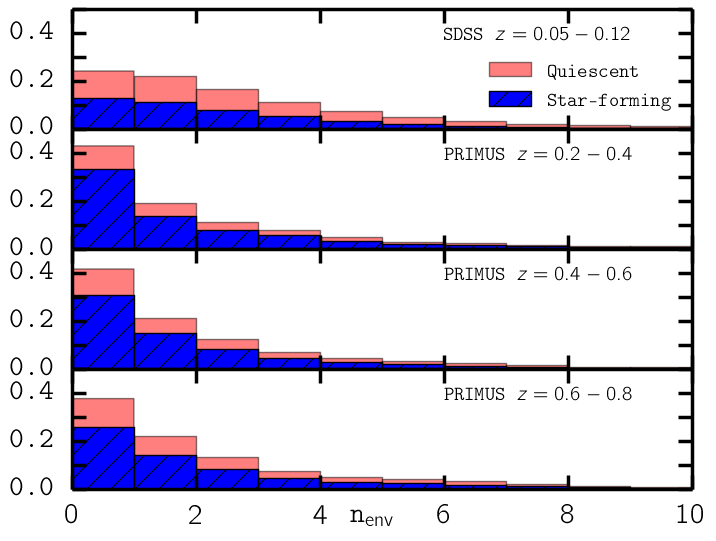 0.4
SDSS z = 0.05 − 0.12
0.2
Quiescent
Star-forming
0.0
0.4
PRIMUS z = 0.2 − 0.4
0.2
0.0
0.4
PRIMUS z = 0.4 − 0.6
0.2
0.0
0.4
PRIMUS z = 0.6 − 0.8
0.2
0.0
0 2 4 n_env 6 8 10